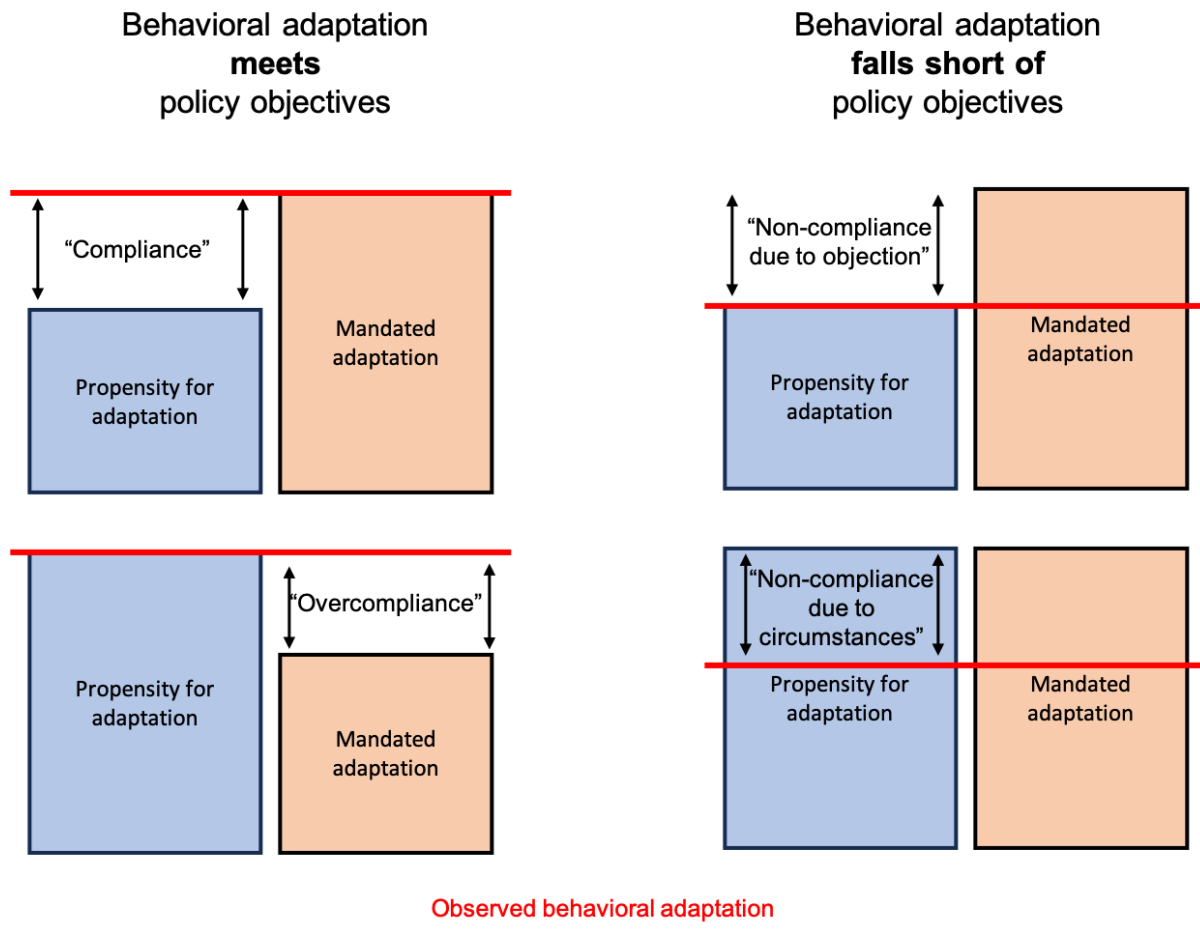 Behavioral adaptation
meets
policy objectives
Behavioral adaptation
falls short of
policy objectives
“Compliance”
Propensity for
adaptation
Mandated
adaptation
“Non-compliance
due to objection”
Propensity for
adaptation
Mandated
adaptation
Propensity for
adaptation
“Overcompliance”
Mandated
adaptation
“Non-compliance
due to
circumstances”
Propensity for
adaptation
Mandated
adaptation
Observed behavioral adaptation